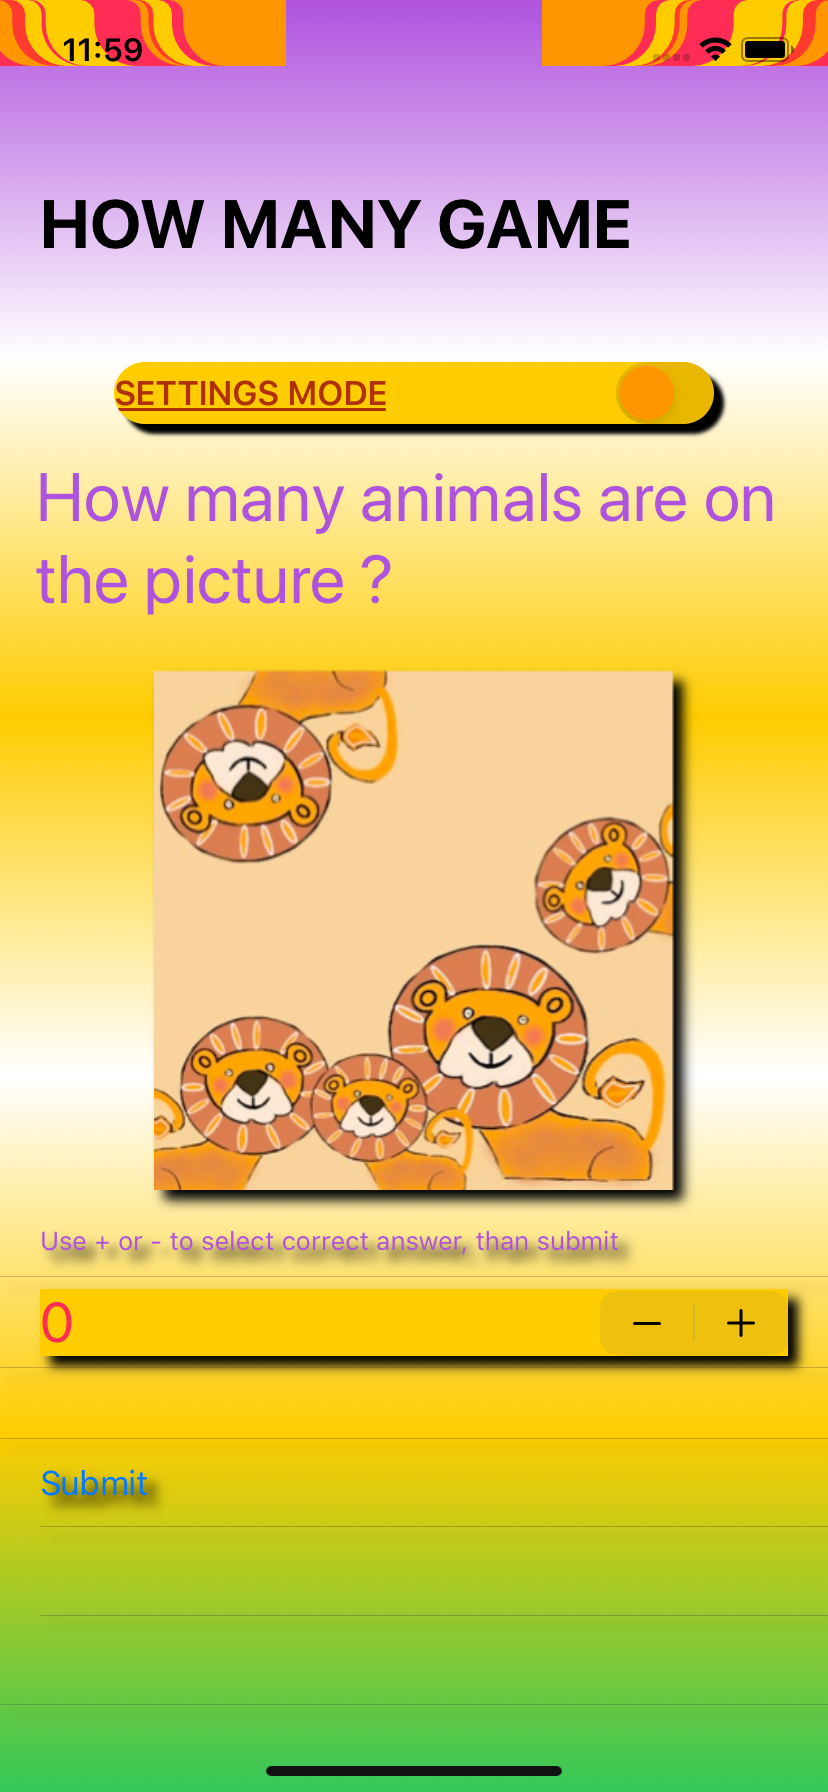 11:59
HOW MANY GAME
SETTINGS MODE
How many animals are on
the picture ?
Use + or - to select correct answer, than submit
0
Submit